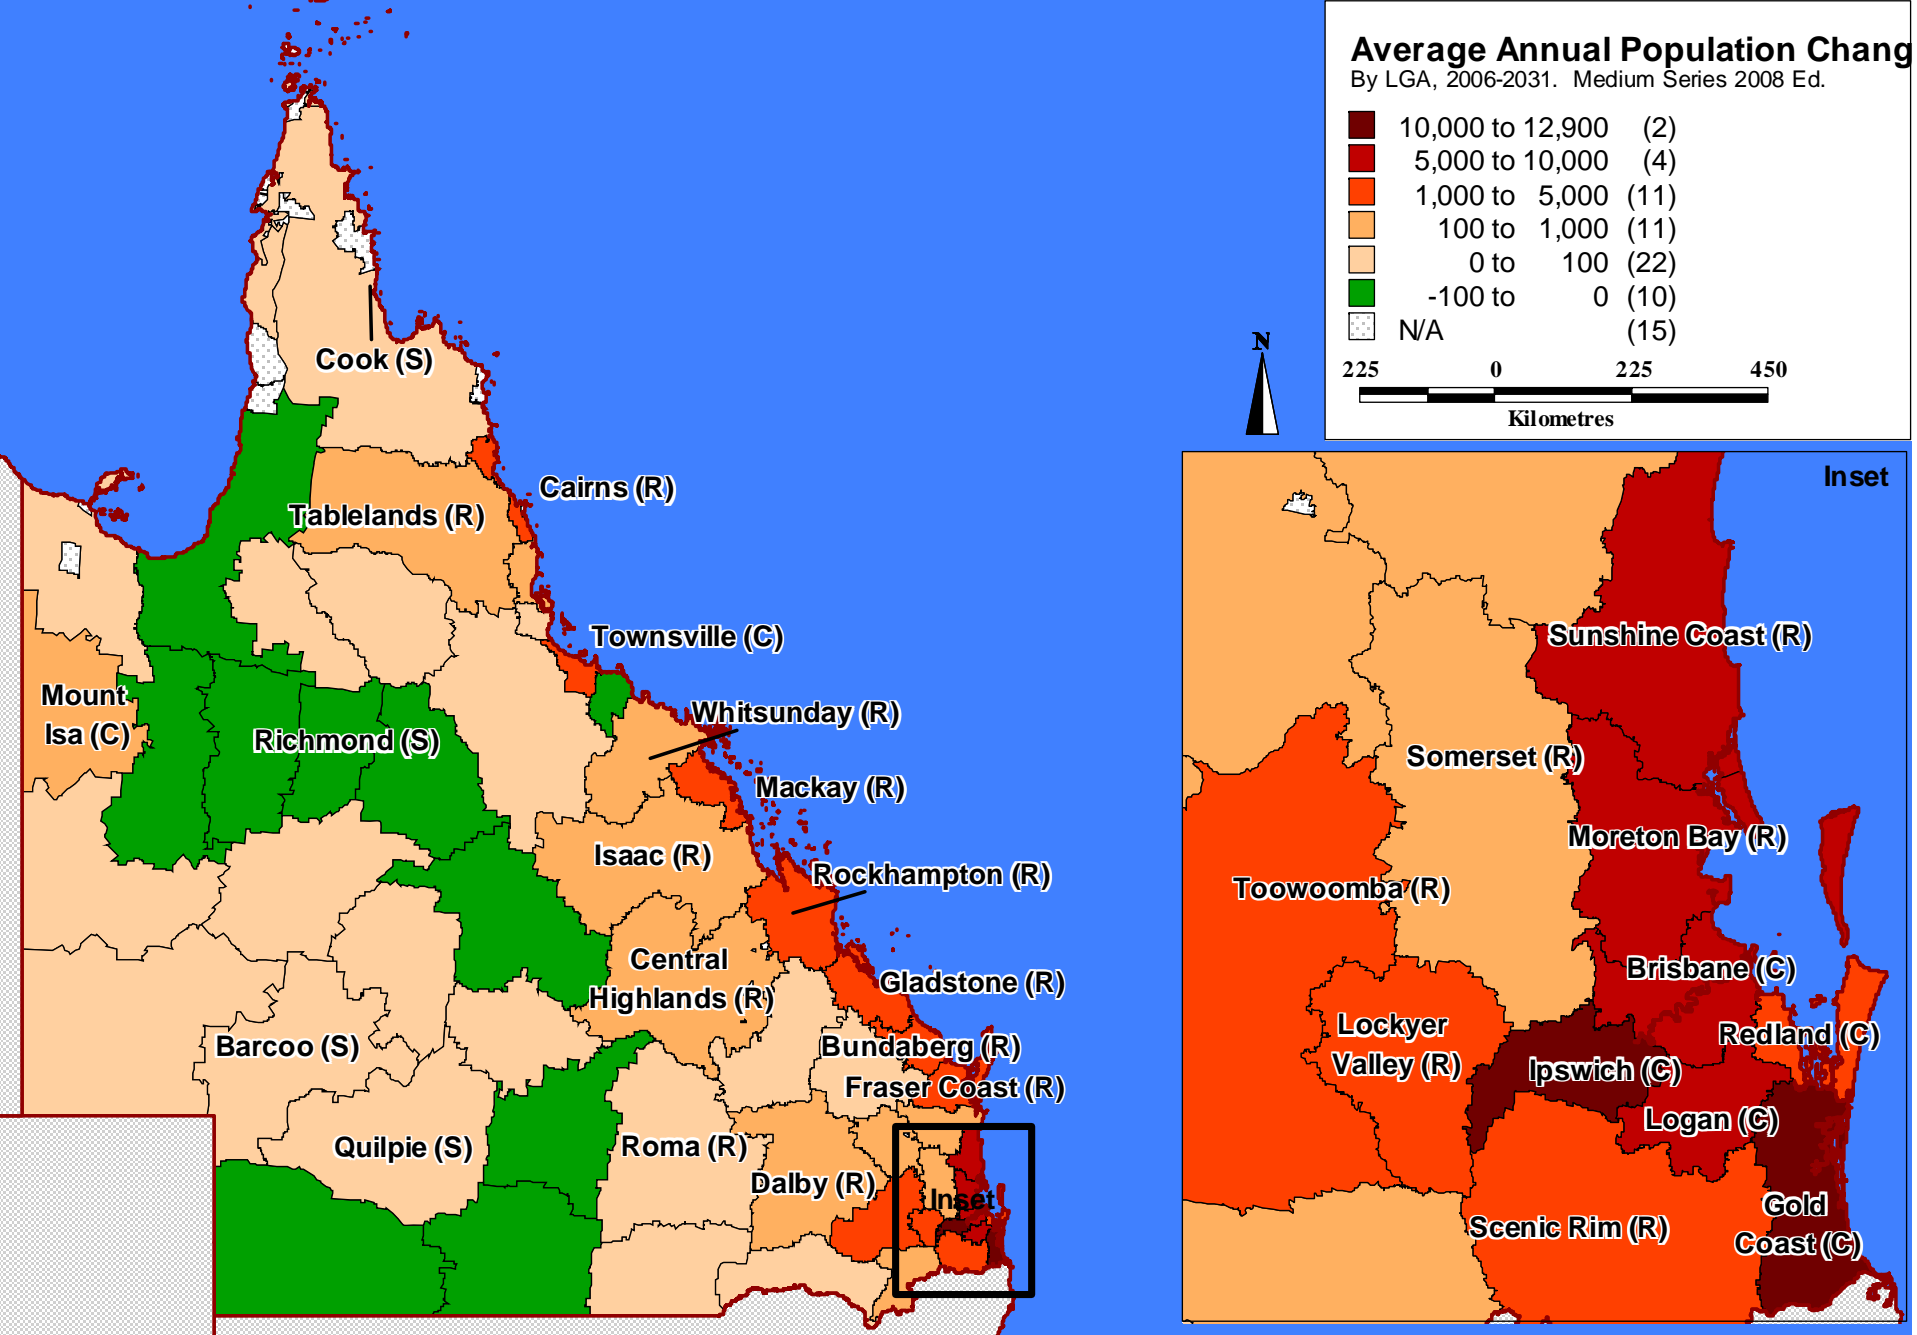 Average Annual Population Chang
By LGA, 2006-2031. Medium Series 2008 Ed.
10,000 to 12,900 (2)
5,000 to 10,000 (4)
1,000 to 5,000 (11)
100 to 1,000 (11)
0 to 100 (22)
-100 to 0 (10)
N/A (15)
225 0 225 450
Kilometres
N
Cook (S)
Cairns (R)
Tablelands (R)
Townsville (C)
Mount
Isa (C)
Richmond (S)
Whitsunday (R)
Mackay (R)
Isaac (R)
Rockhampton (R)
Central
Highlands (R)
Gladstone (R)
Barcoo (S)
Bundaberg (R)
Fraser Coast (R)
Quilpie (S)
Roma (R)
Dalby (R)
Inset
Inset
Sunshine Coast (R)
Somerset (R)
Moreton Bay (R)
Toowoomba (R)
Brisbane (C)
Lockyer
Valley (R)
Redland (C)
Ipswich (C)
Logan (C)
Scenic Rim (R)
Gold
Coast (C)